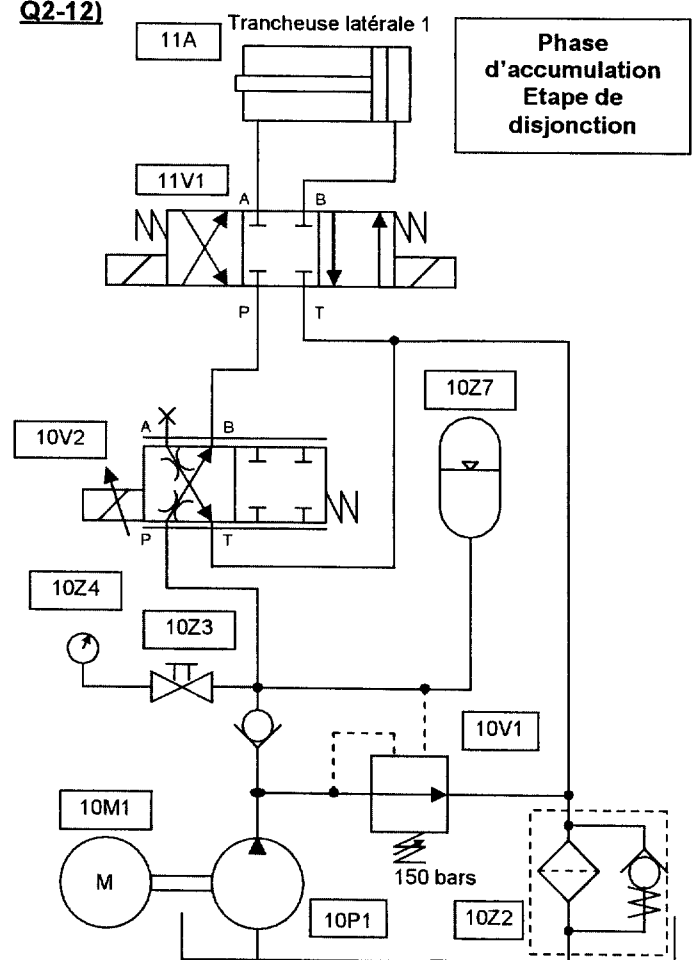 Q2-12)
11A
Trancheuse latérale 1
Phase
d'accumulation
Etape de
disjonction
11V1
A
B
P
T
10Z7
10V2
A
B
P
T
10Z4
10Z3
10V1
10M1
M
150 bars
10P1
10Z2